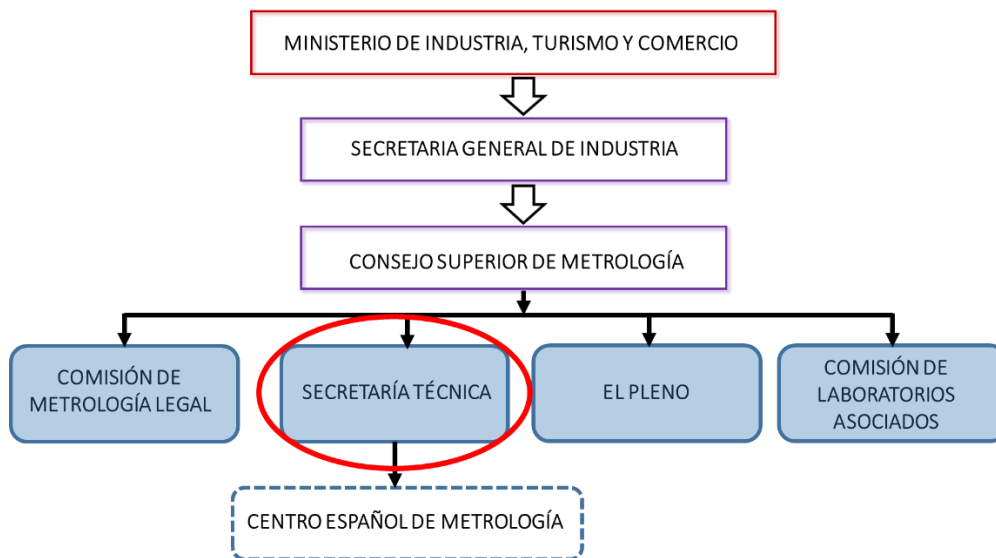 MINISTERIO DE INDUSTRIA, TURISMO Y COMERCIO
SECRETARIA GENERAL DE INDUSTRIA
CONSEJO SUPERIOR DE METROLOGÍA
COMISIÓN DE
METROLOGÍA LEGAL
SECRETARÍA TÉCNICA
EL PLENO
COMISIÓN DE
LABORATORIOS
ASOCIADOS
CENTRO ESPAÑOL DE METROLOGÍA